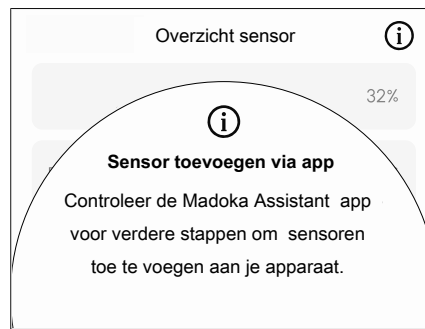 Overzicht sensor
32%
Sensor toevoegen via app
Controleer de Madoka Assistant app
voor verdere stappen om sensoren
toe te voegen aan je apparaat.